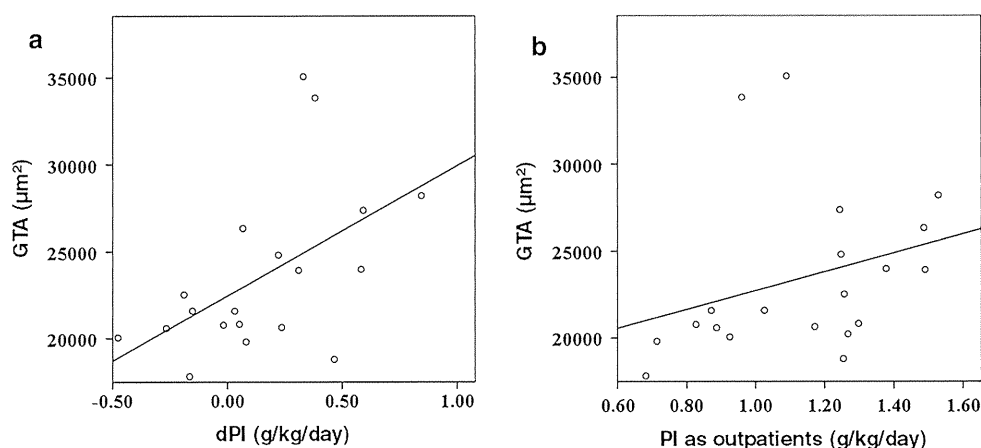 a
35000
30000
25000
20000
GTA (µm²)
-0.50 0.00 0.50 1.00
dPI (g/kg/day)
b
35000
30000
25000
20000
GTA (µm²)
0.60 0.80 1.00 1.20 1.40 1.60
PI as outpatients (g/kg/day)